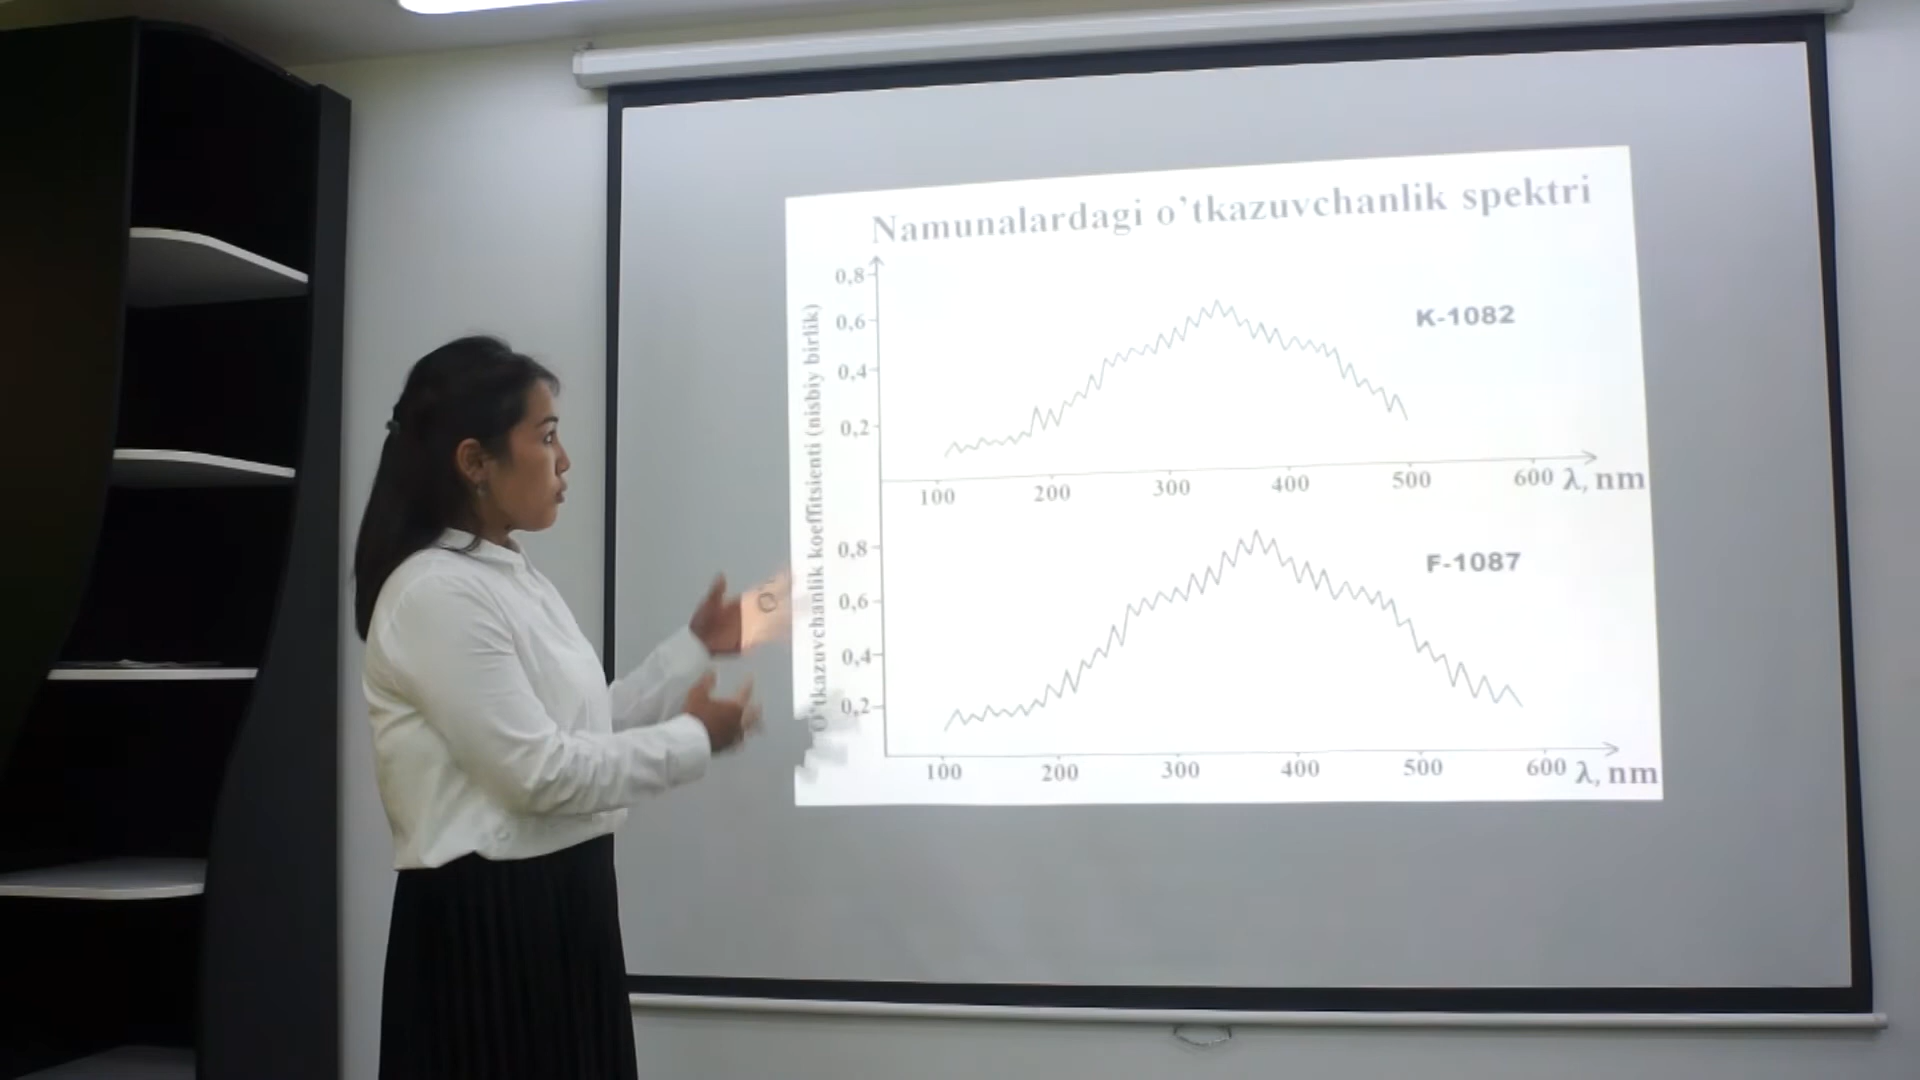 Namunalardagi o’tkazuvchanlik spektri
O’tkazuvchanlik koeffitsienti (nisbiy birlik)
0,8
0,6
0,4
0,2
K-1082
100 200 300 400 500 600 λ, nm
0,8
0,6
0,4
0,2
F-1087
100 200 300 400 500 600 λ, nm